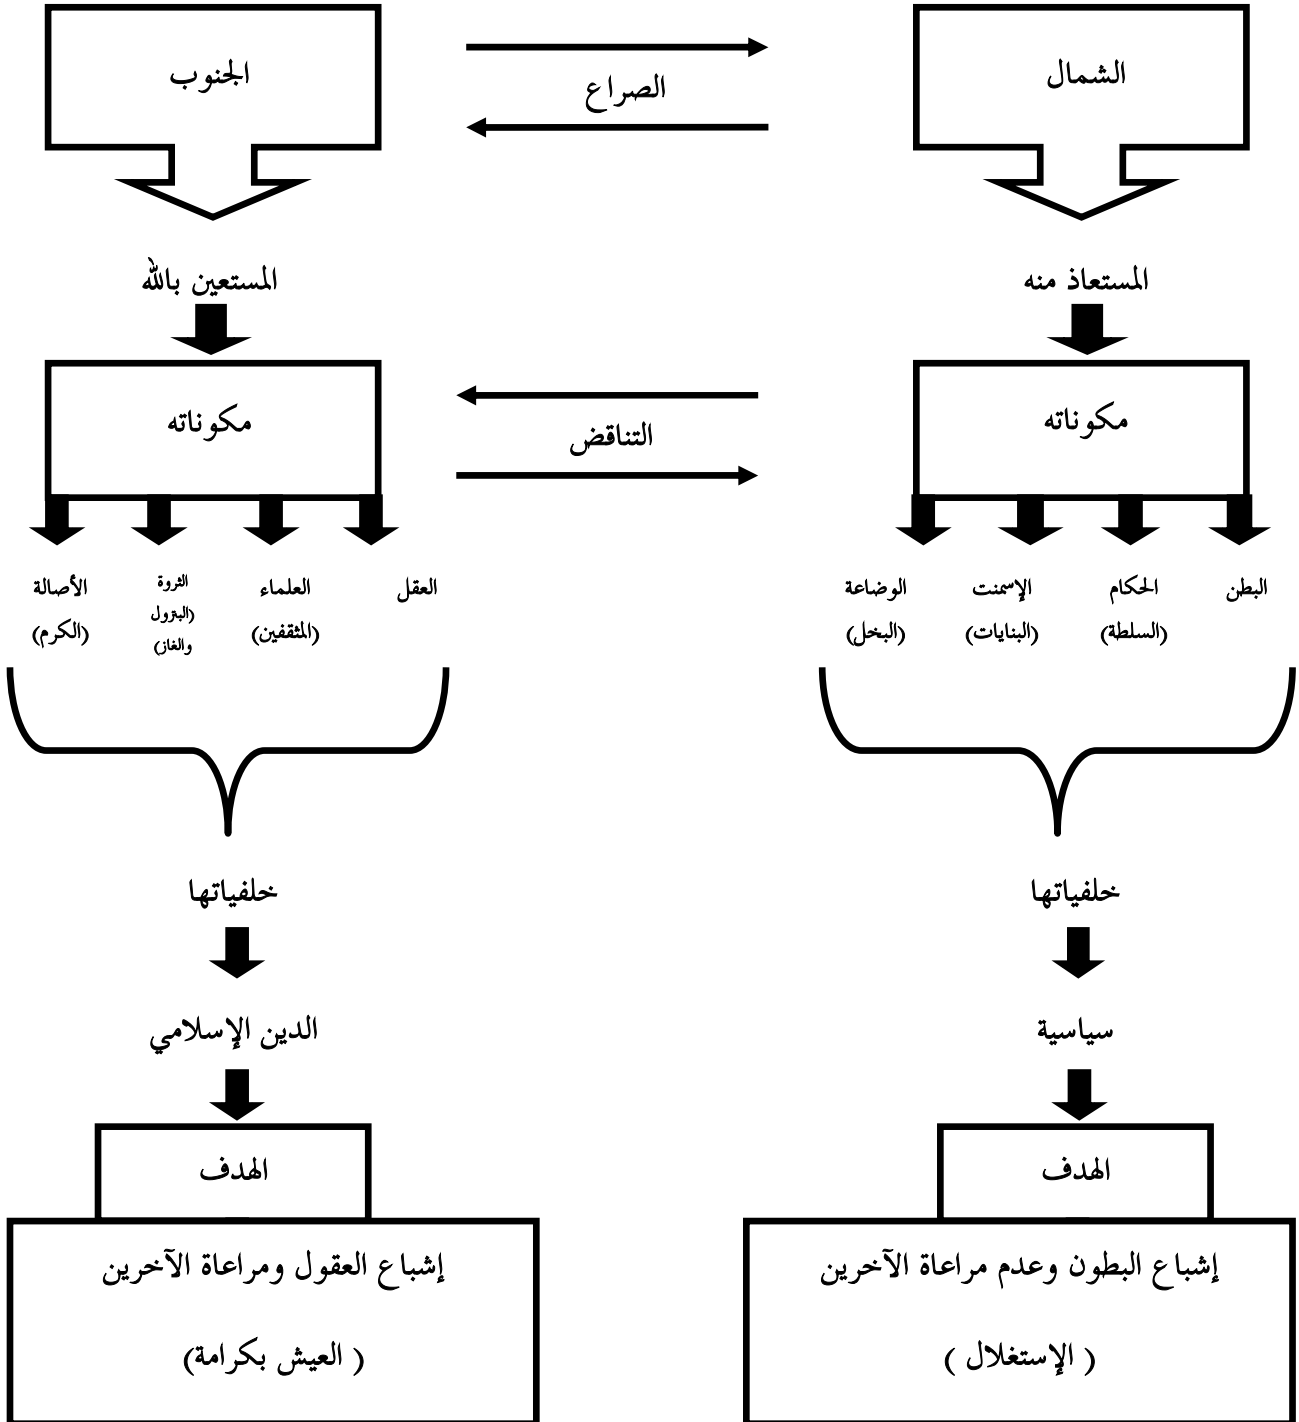 الشمال
الصراع
الجنوب
المستعاذ منه
المستعين بالله
مكوناته
التناقض
مكوناته
البطن
الحكام
(السلطة)
الإسمنت
(البنايات)
الوضاعة
(البخل)
العقل
العلماء
(المثقفين)
الثروة
(البترول
والغاز)
الأصالة
(الكرم)
خلفياتها
خلفياتها
سياسية
الدين الإسلامي
الهدف
الهدف
إشباع البطون وعدم مراعاة الآخرين
( الإستغلال )
إشباع العقول ومراعاة الآخرين
( العيش بكرامة)